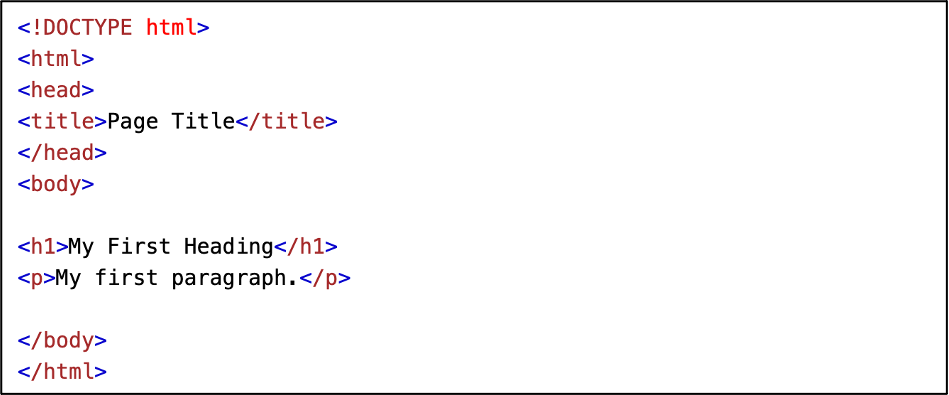 <!DOCTYPE html>
<html>
<head>
<title>Page Title</title>
</head>
<body>
<h1>My First Heading</h1>
<p>My first paragraph.</p>
</body>
</html>